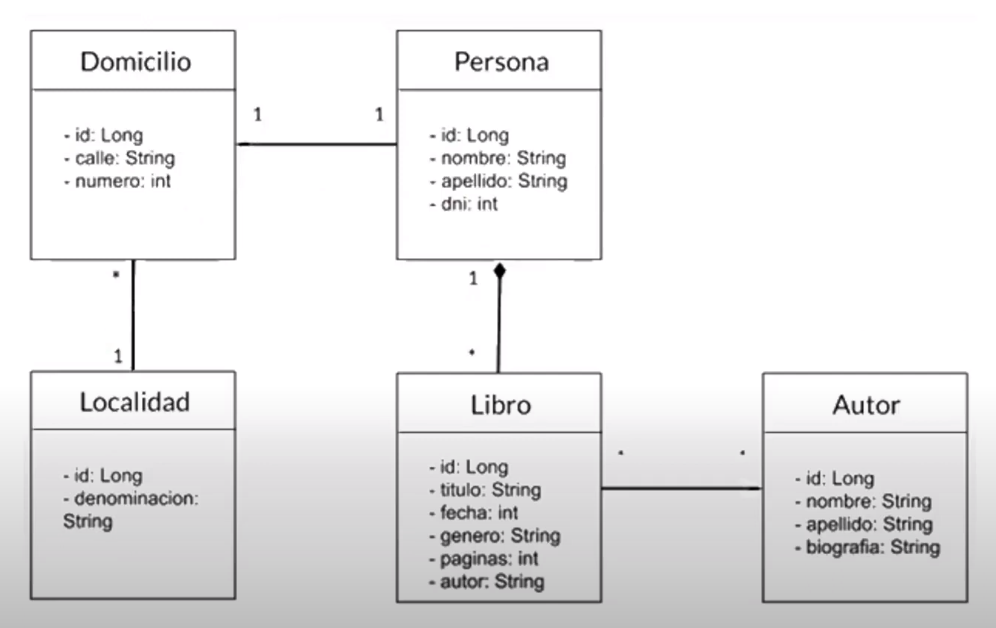 Domicilio
- id: Long
- calle: String
- numero: int
1
1
Persona
- id: Long
- nombre: String
- apellido: String
- dni: int
*
1
1
*
Localidad
- id: Long
- denominacion:
String
Libro
- id: Long
- titulo: String
- fecha: int
- genero: String
- paginas: int
- autor: String
*
*
Autor
- id: Long
- nombre: String
- apellido: String
- biografia: String